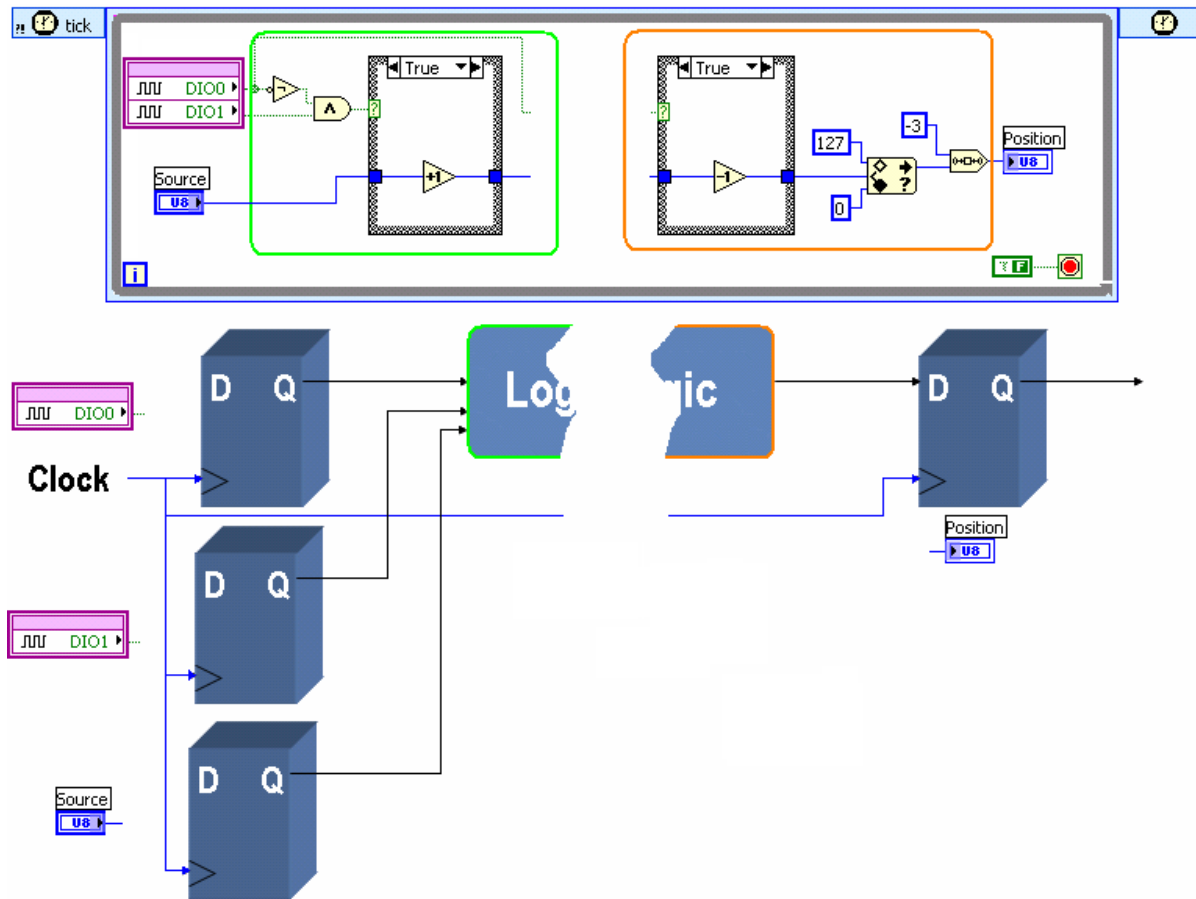 ?! tick
True
True
DIO0
DIO1
?
?
Λ
127
-3
Position
U8
Source
U8
+1
-1
?
0
i
? F
D Q
Log gic
D Q
DIO0
Clock
Position
U8
D Q
DIO1
D Q
Source
U8